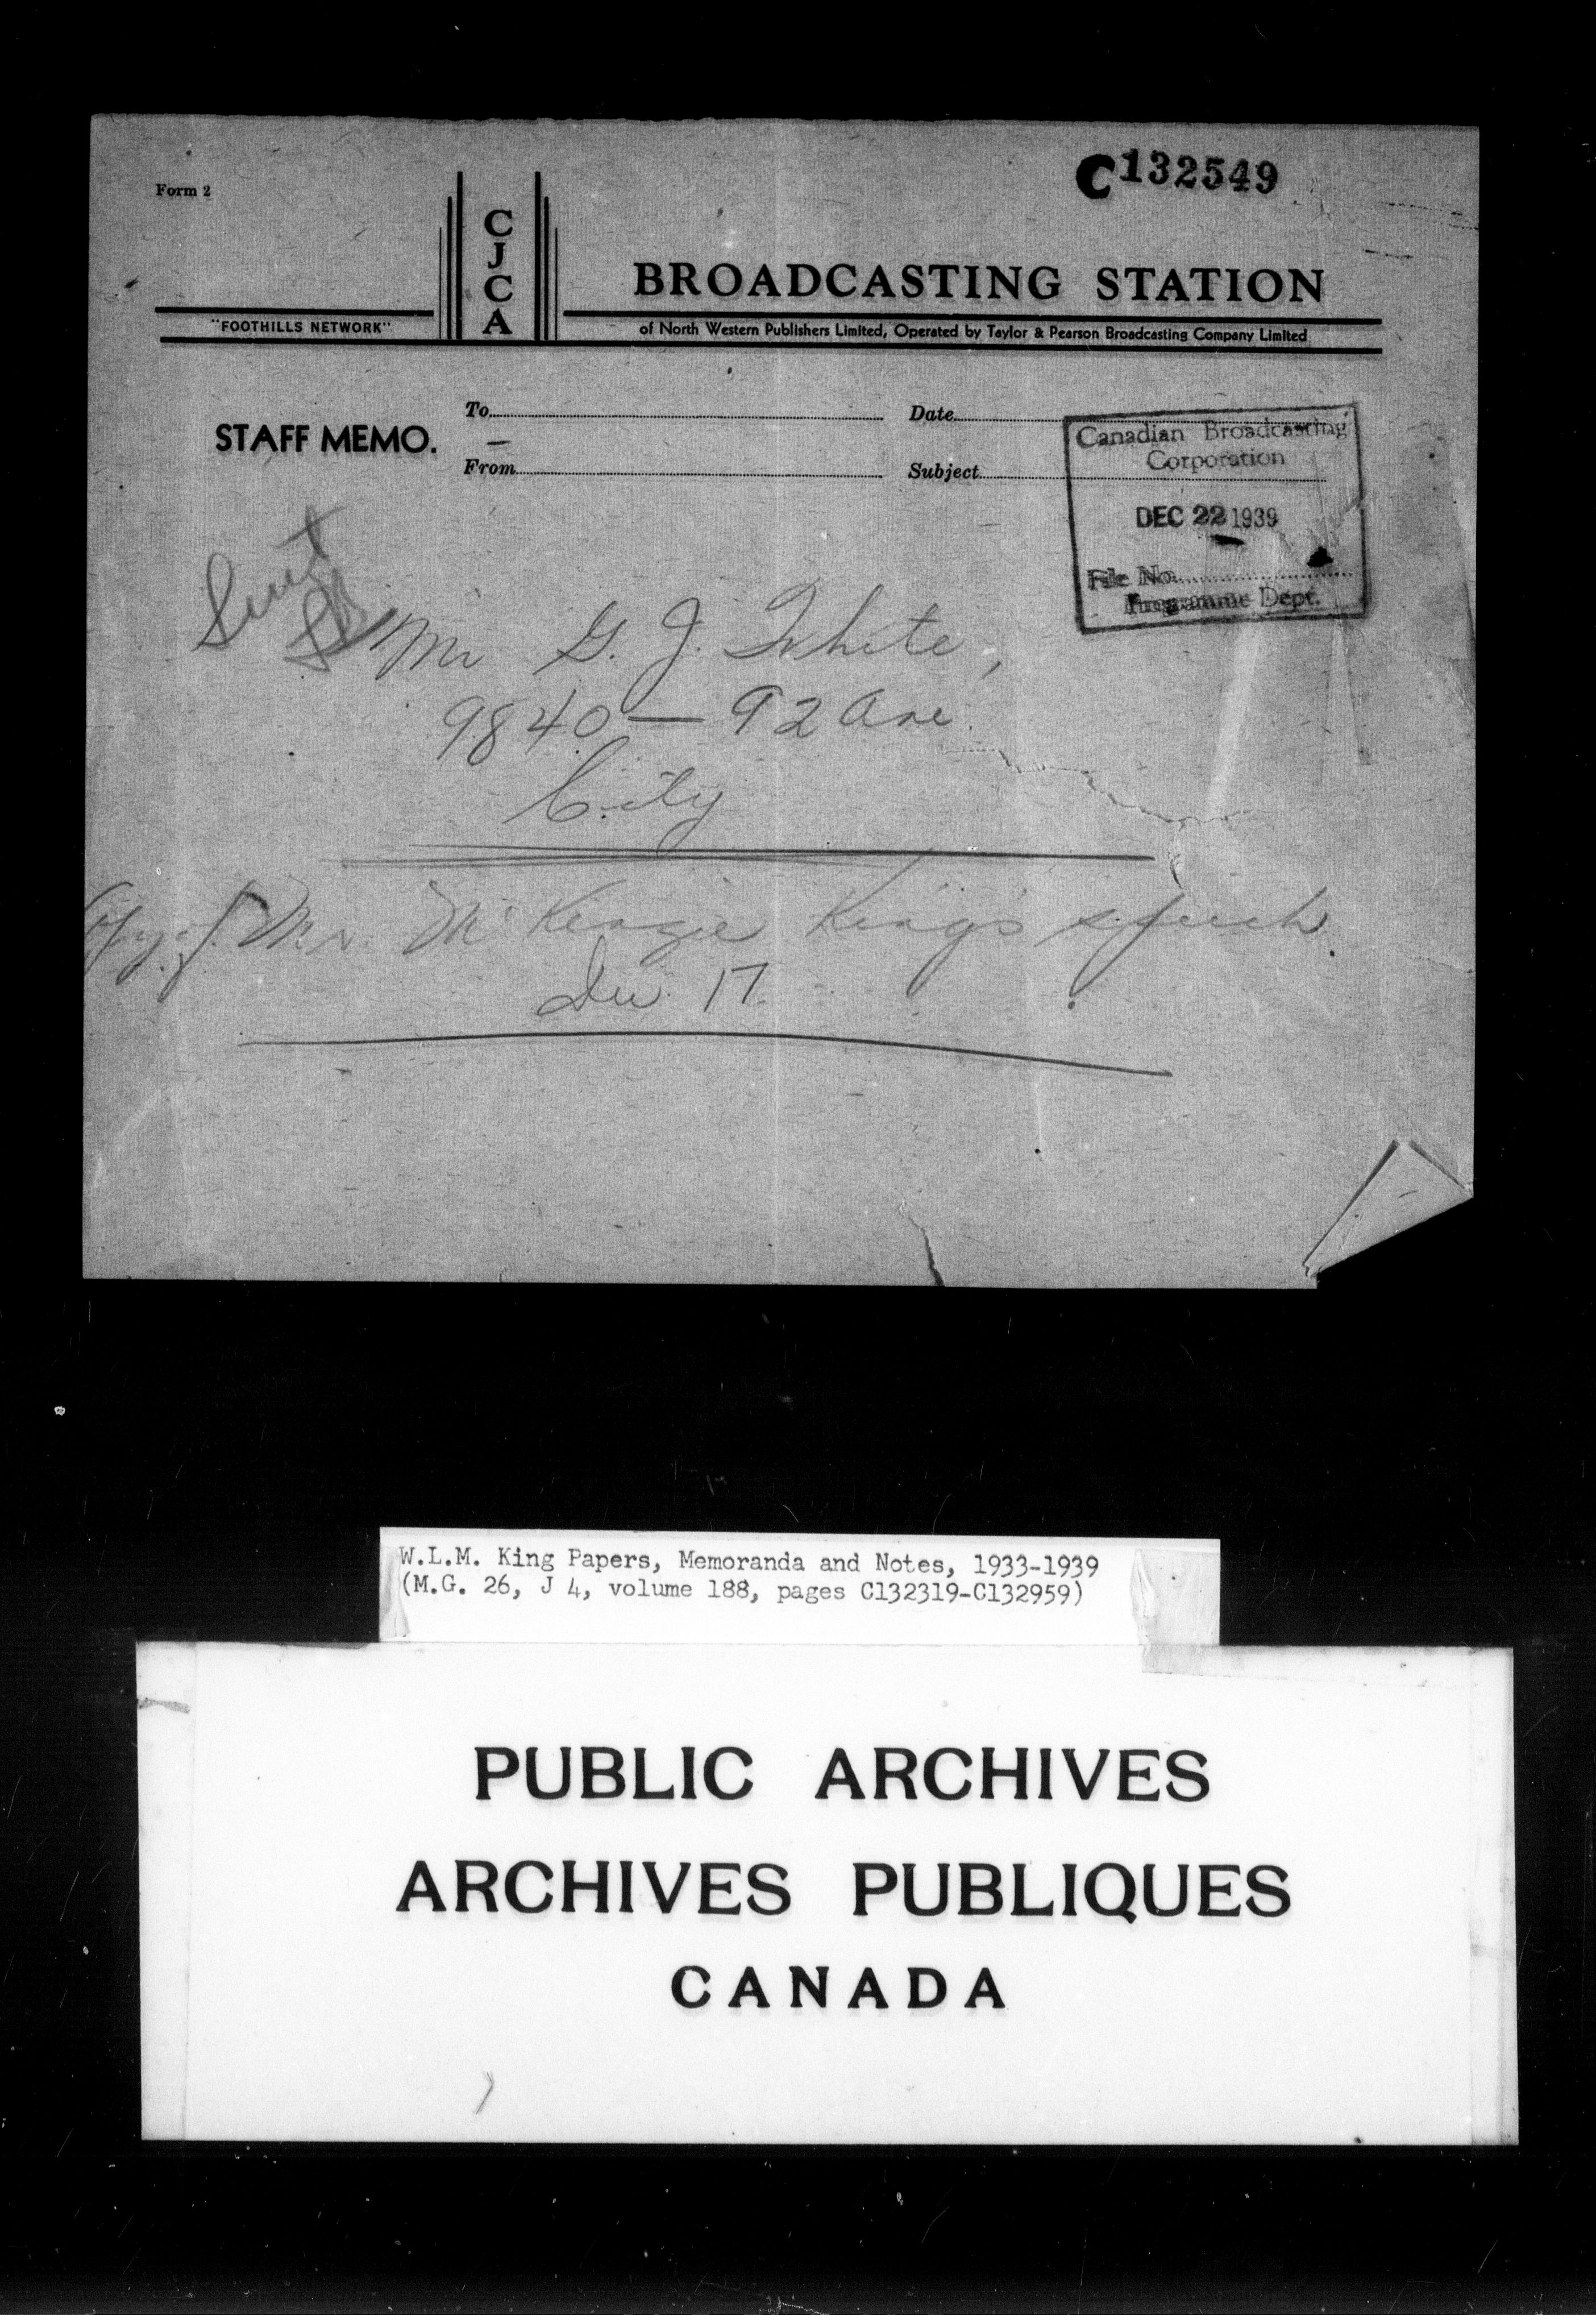 C132549
Form 2
CJCA
BROADCASTING STATION
"FOOTHILLS NETWORK"
of North Western Publishers Limited, Operated by Taylor & Pearson Broadcasting Company Limited
STAFF MEMO.
To
Date
From
Subject
Canadian Broadcasting
Corporation
DEC 22 1939
File No.
Programme Dept.
Sent
Mr G. J. White,
9840 — 92 Ave.
City
Copy of Mr. McKenzie King's speech
Dec. 17.
W.L.M. King Papers, Memoranda and Notes, 1933-1939
(M.G. 26, J 4, volume 188, pages C132319-C132959)
PUBLIC ARCHIVES
ARCHIVES PUBLIQUES
CANADA